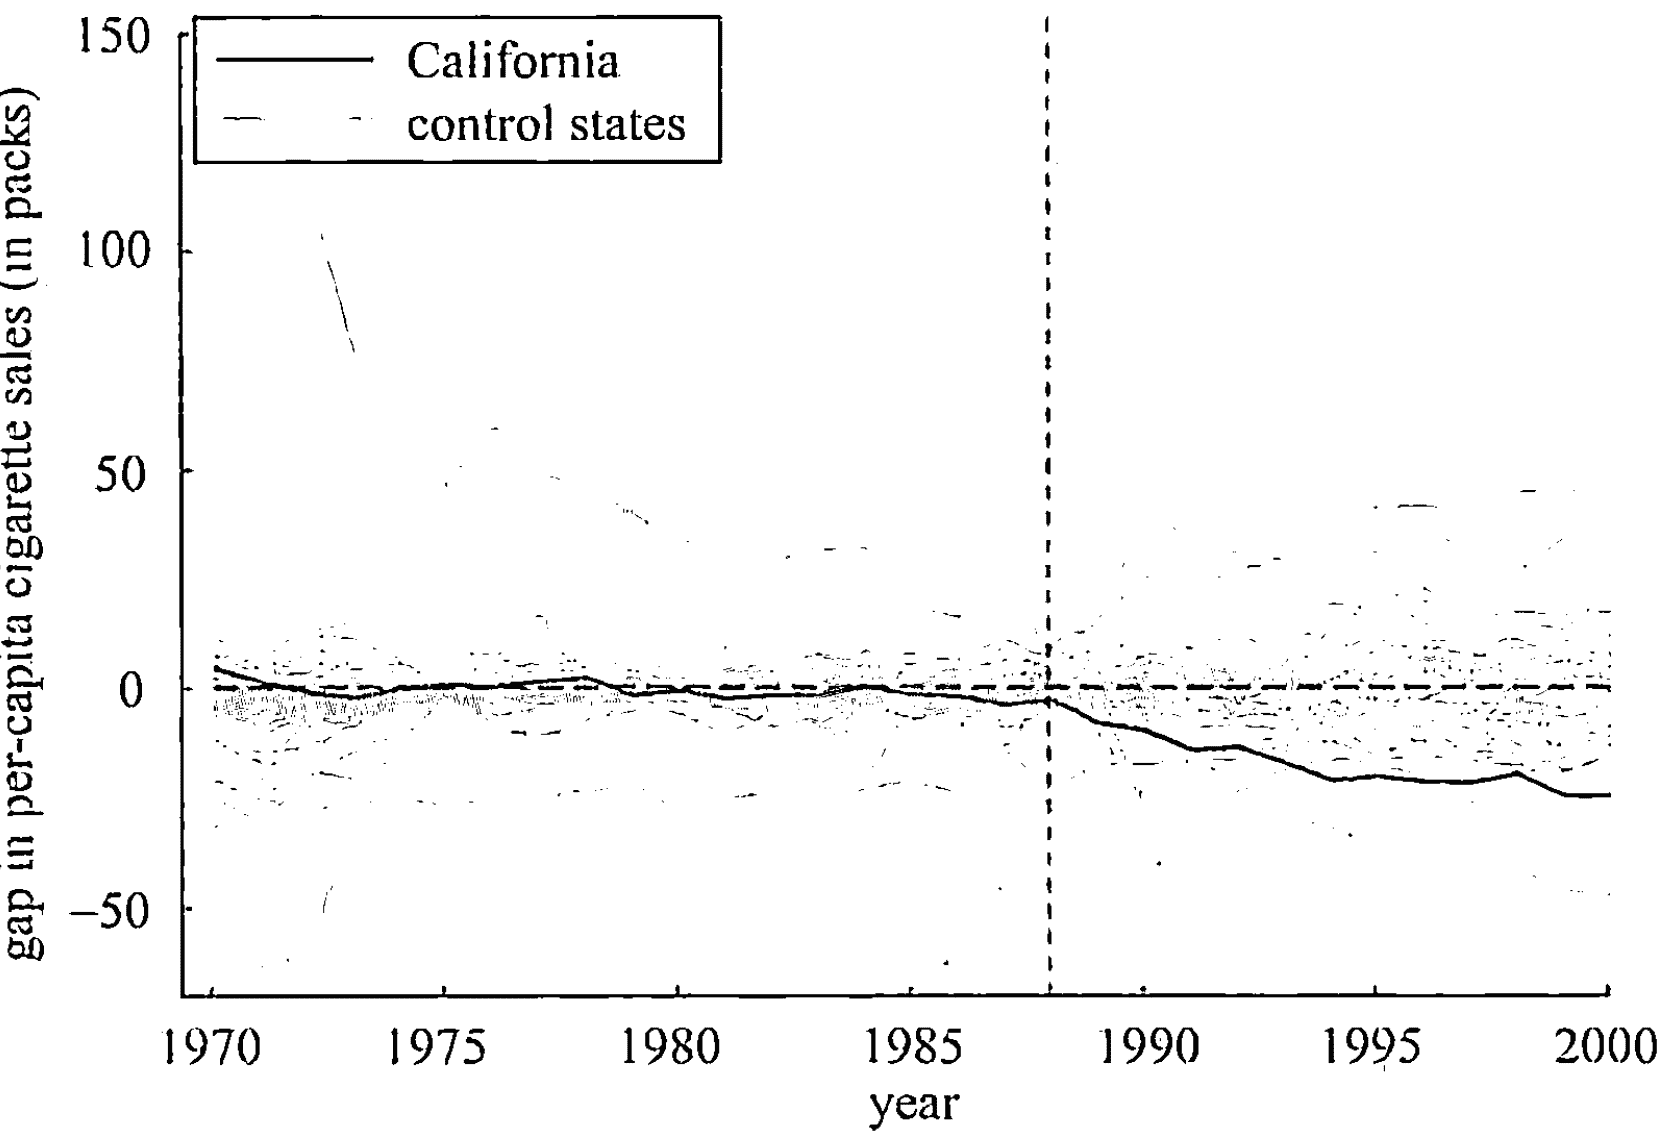 gap in per-capita cigarette sales (in packs)
150
100
50
0
−50
California
control states
1970 1975 1980 1985 1990 1995 2000
year